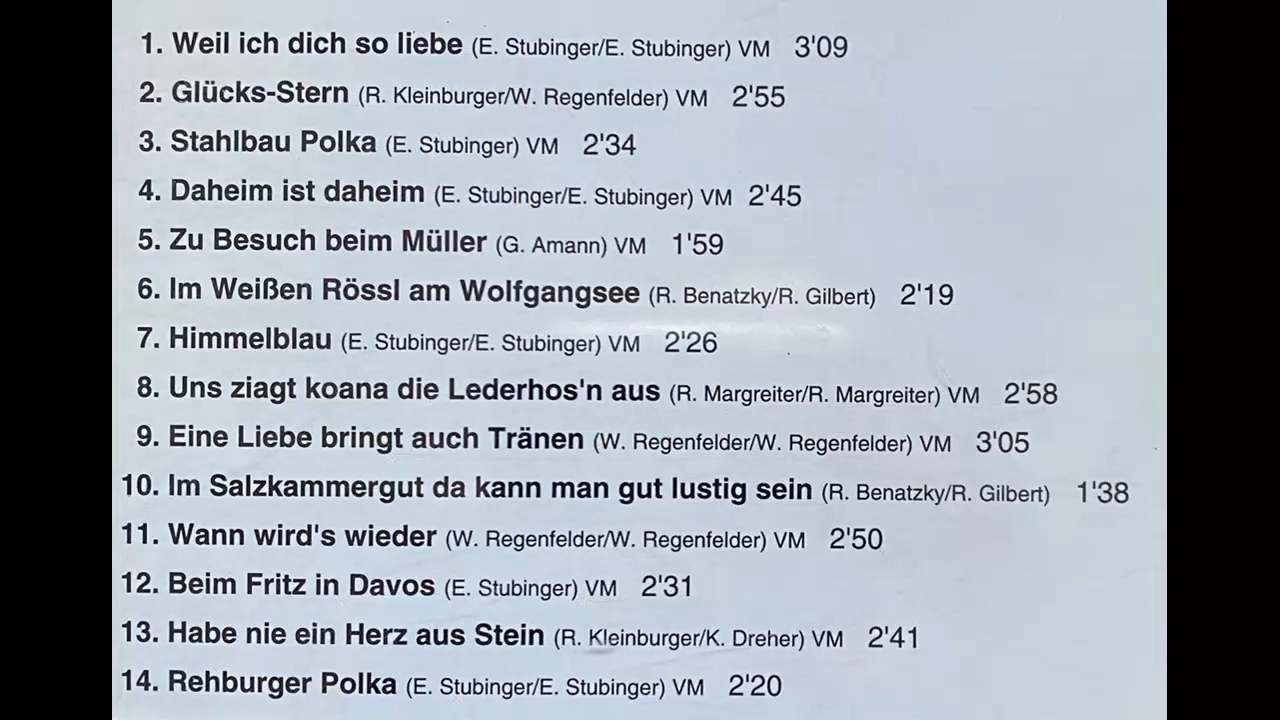 1. Weil ich dich so liebe (E. Stubinger/E. Stubinger) VM 3'09
2. Glücks-Stern (R. Kleinburger/W. Regenfelder) VM 2'55
3. Stahlbau Polka (E. Stubinger) VM 2'34
4. Daheim ist daheim (E. Stubinger/E. Stubinger) VM 2'45
5. Zu Besuch beim Müller (G. Amann) VM 1'59
6. Im Weißen Rössl am Wolfgangsee (R. Benatzky/R. Gilbert) 2'19
7. Himmelblau (E. Stubinger/E. Stubinger) VM 2'26
8. Uns ziagt koana die Lederhos'n aus (R. Margreiter/R. Margreiter) VM 2'58
9. Eine Liebe bringt auch Tränen (W. Regenfelder/W. Regenfelder) VM 3'05
10. Im Salzkammergut da kann man gut lustig sein (R. Benatzky/R. Gilbert) 1'38
11. Wann wird's wieder (W. Regenfelder/W. Regenfelder) VM 2'50
12. Beim Fritz in Davos (E. Stubinger) VM 2'31
13. Habe nie ein Herz aus Stein (R. Kleinburger/K. Dreher) VM 2'41
14. Rehburger Polka (E. Stubinger/E. Stubinger) VM 2'20